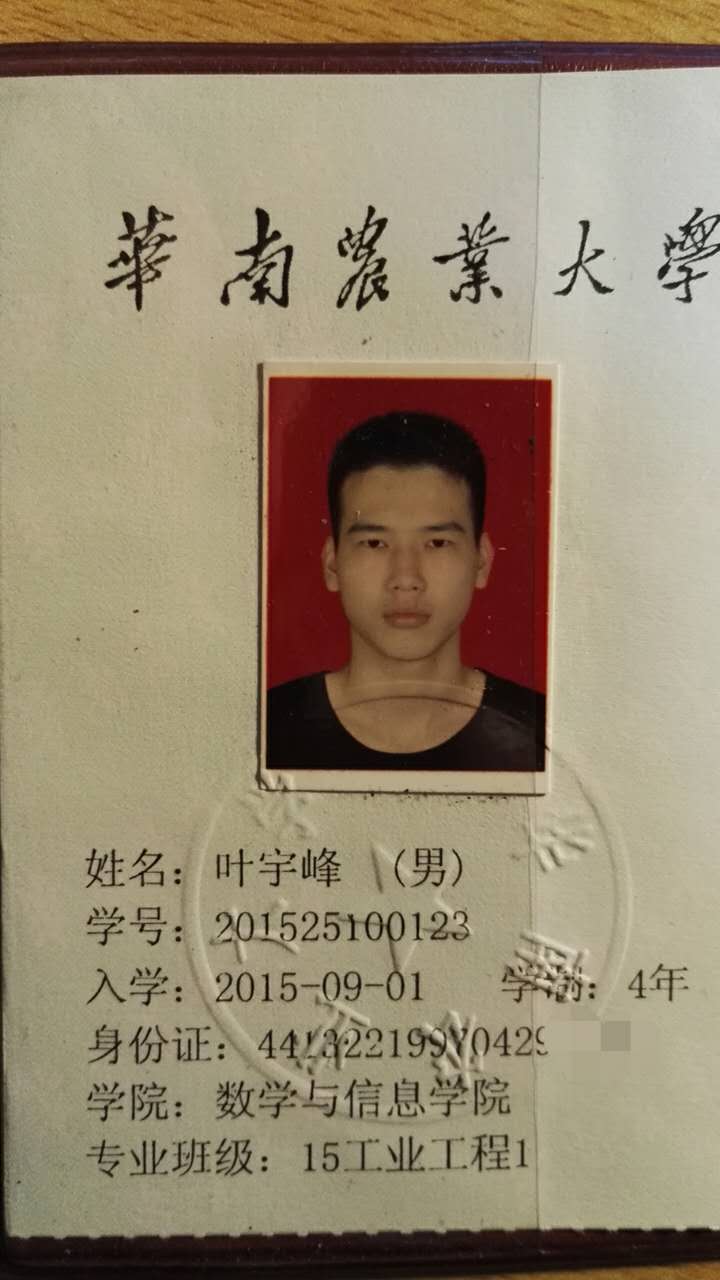 華南農業大學
姓名：叶宇峰 (男)
学号：201525100123
入学：2015-09-01 学制：4年
身份证：441322199Y0429
学院：数学与信息学院
专业班级：15工业工程1